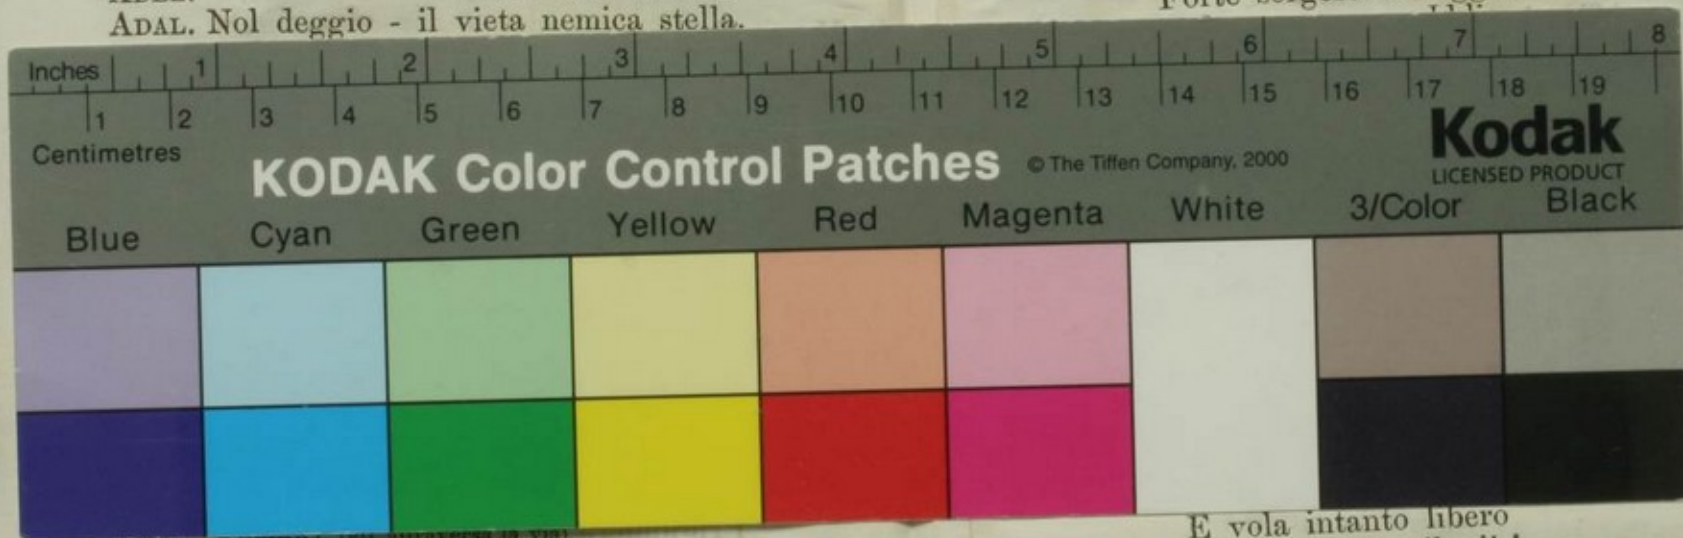 ADAL. Nol deggio - il vieta nemica stella.
Inches 1 2 3 4 5 6 7 8
1 2 3 4 5 6 7 8 9 10 11 12 13 14 15 16 17 18 19
Centimetres
KODAK Color Control Patches © The Tiffen Company, 2000
Kodak
LICENSED PRODUCT
Blue Cyan Green Yellow Red Magenta White 3/Color Black
E vola intanto libero